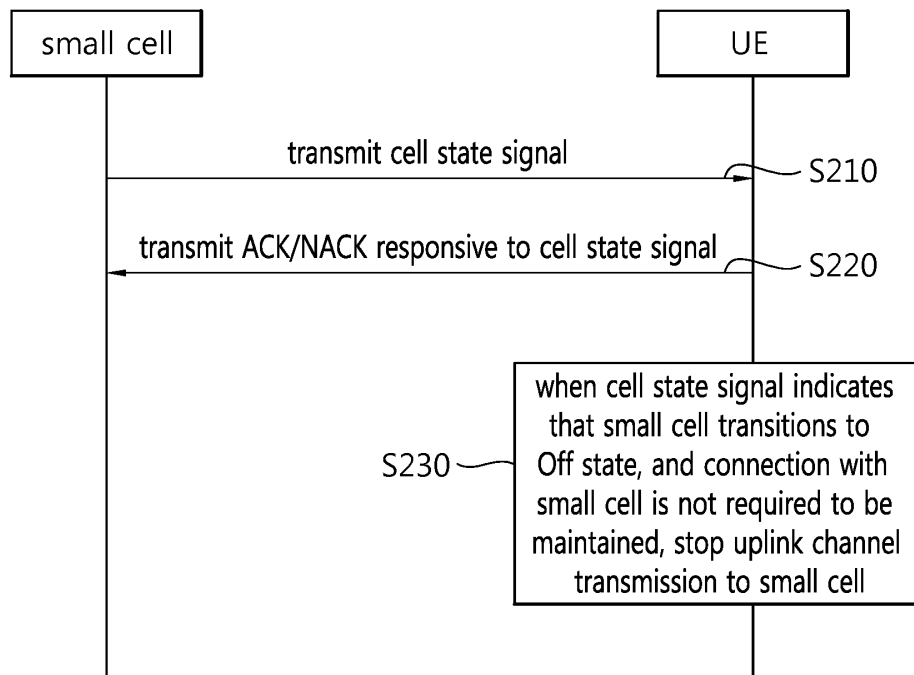 small cell
UE
transmit cell state signal
S210
transmit ACK/NACK responsive to cell state signal
S220
when cell state signal indicates
that small cell transitions to
Off state, and connection with
small cell is not required to be
maintained, stop uplink channel
transmission to small cell
S230